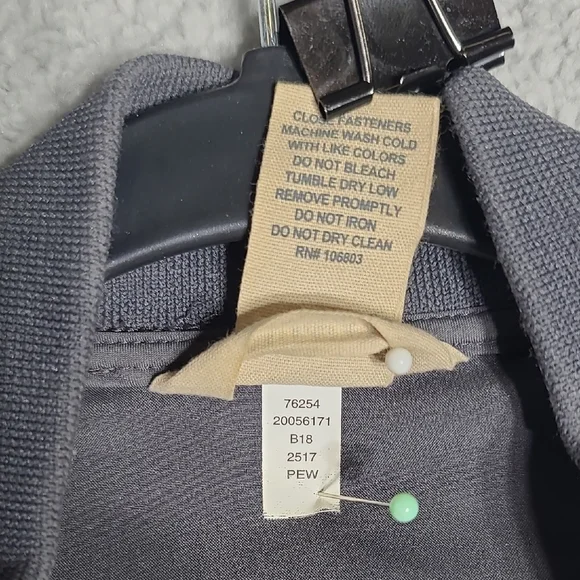 CLOSE FASTENERS
MACHINE WASH COLD
WITH LIKE COLORS
DO NOT BLEACH
TUMBLE DRY LOW
REMOVE PROMPTLY
DO NOT IRON
DO NOT DRY CLEAN
RN# 106803
76254
20056171
B18
2517
PEW